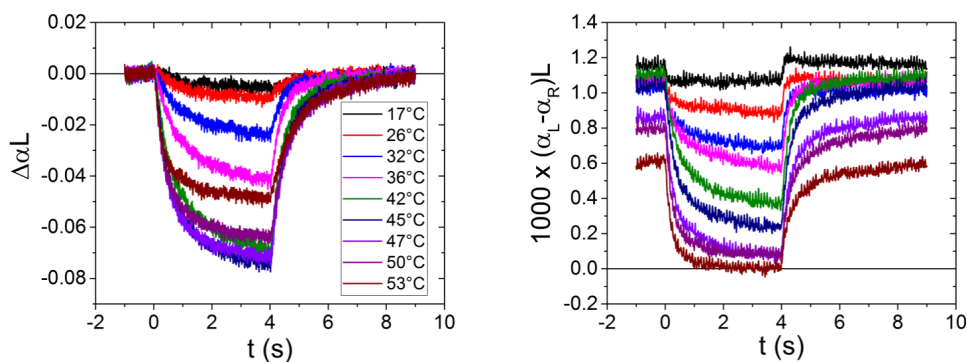 0.02
0.00
-0.02
-0.04
-0.06
-0.08
ΔαL
-2 0 2 4 6 8 10
t (s)
17°C
26°C
32°C
36°C
42°C
45°C
47°C
50°C
53°C
1.4
1.2
1.0
0.8
0.6
0.4
0.2
0.0
-0.2
1000 x (α_L-α_R)L
-2 0 2 4 6 8 10
t (s)